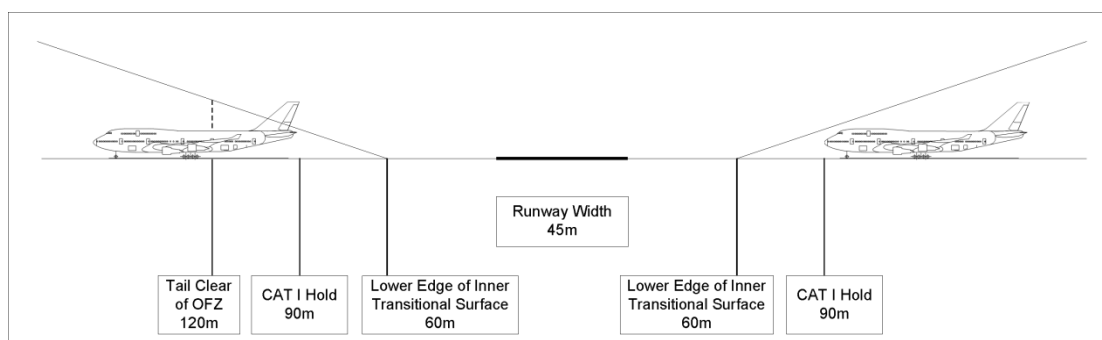 Runway Width
45m
Tail Clear
of OFZ
120m
CAT I Hold
90m
Lower Edge of Inner
Transitional Surface
60m
Lower Edge of Inner
Transitional Surface
60m
CAT I Hold
90m